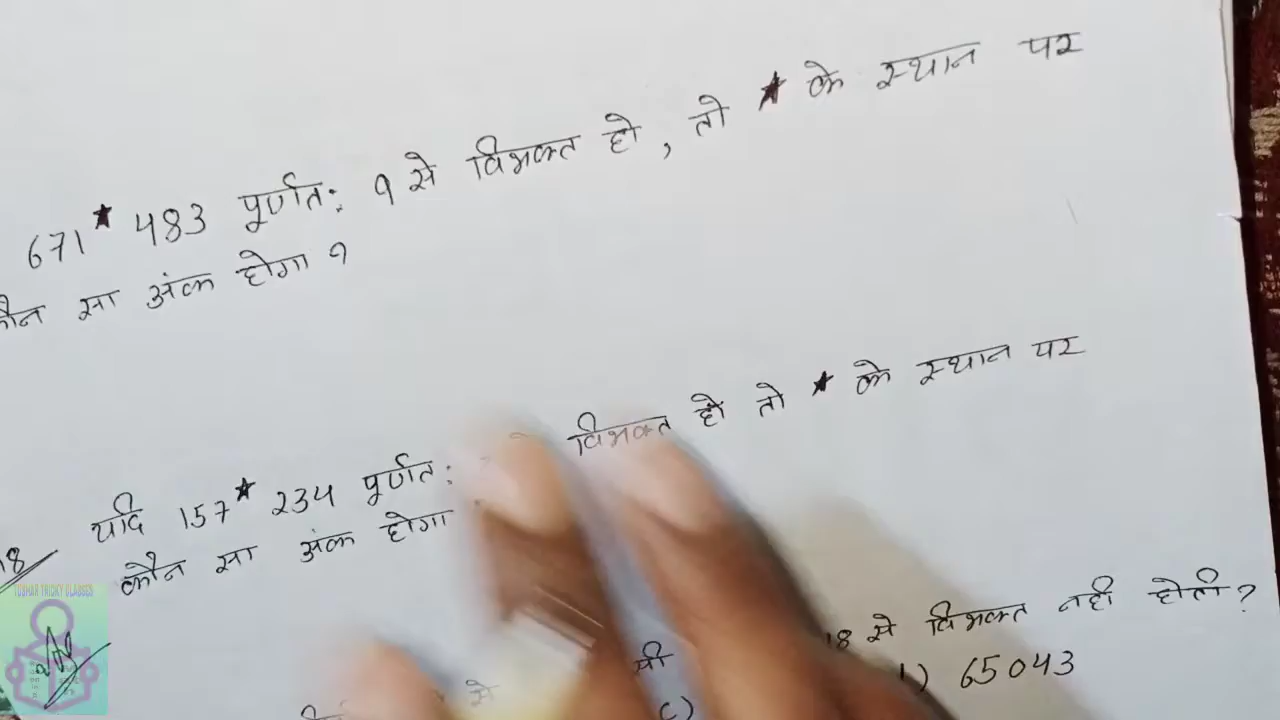 671★483 पूर्णत: 9 से विभक्त हो, तो ★ के स्थान पर
कौन सा अंक होगा ?
18 यदि 157★234 पूर्णत: विभक्त हो तो ★ के स्थान पर
कौन सा अंक होगा
18 से विभक्त नही होती?
से
c) 65043
TUSHAR TRICKY CLASSES